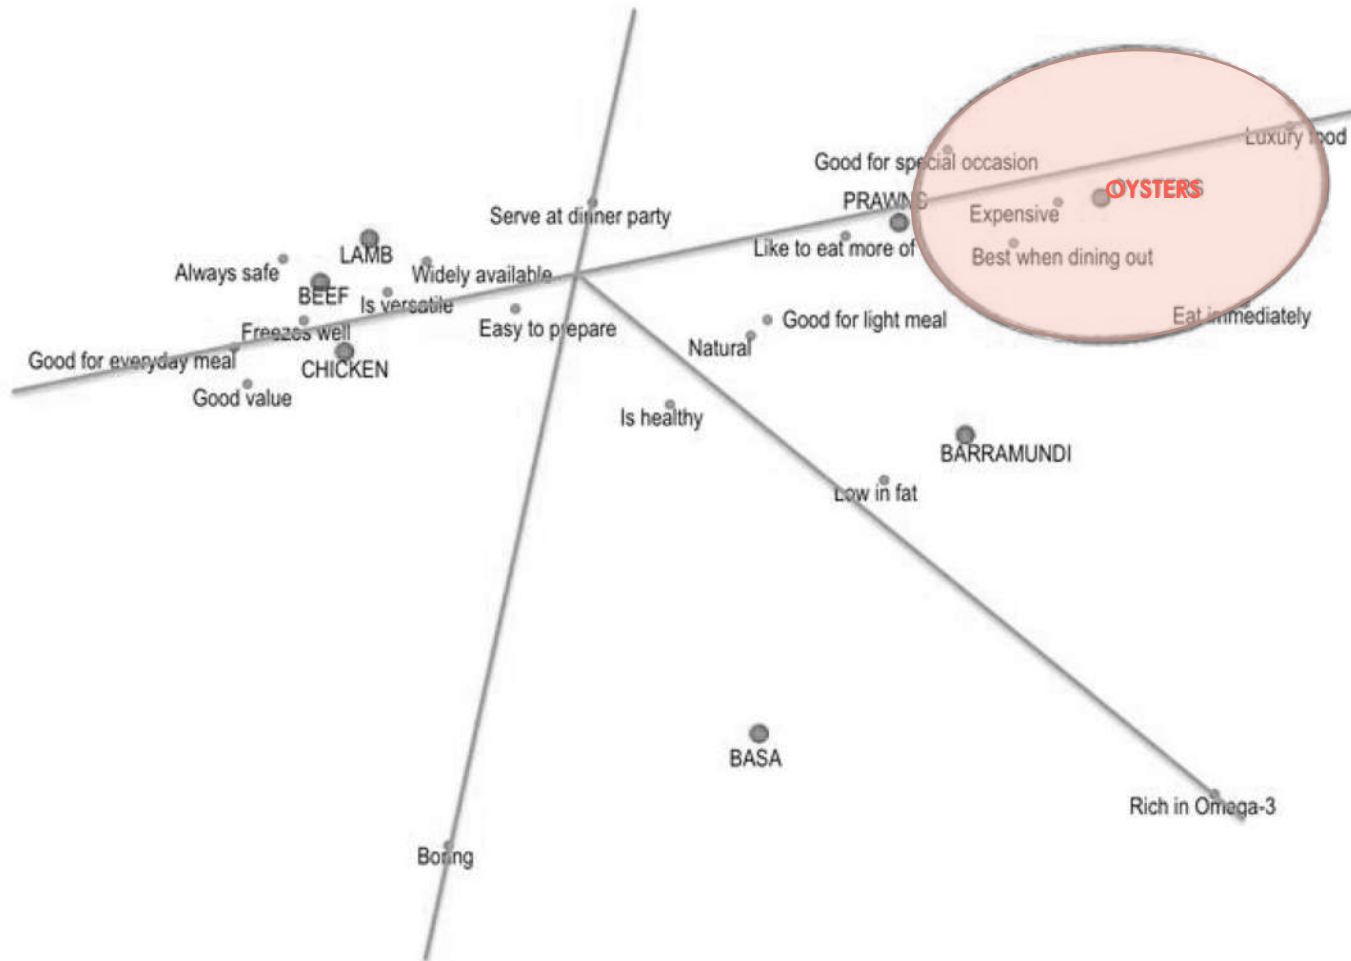 Luxury food
Good for special occasion
OYSTERS
PRAWNS
Expensive
Serve at dinner party
Like to eat more of
Best when dining out
LAMB
Always safe
Widely available
BEEF
Is versatile
Eat immediately
Good for light meal
Easy to prepare
Freezes well
Natural
Good for everyday meal
CHICKEN
Good value
Is healthy
BARRAMUNDI
Low in fat
BASA
Rich in Omega-3
Boring